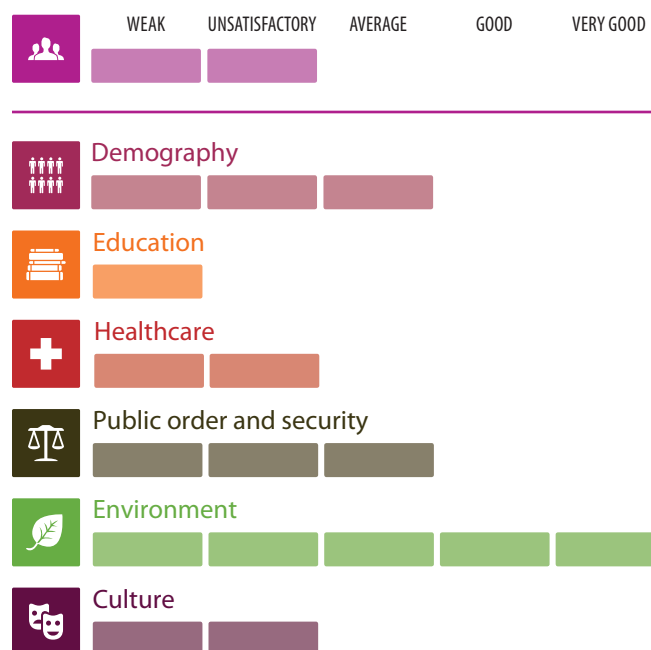 WEAK UNSATISFACTORY AVERAGE GOOD VERY GOOD
Demography
Education
Healthcare
Public order and security
Environment
Culture